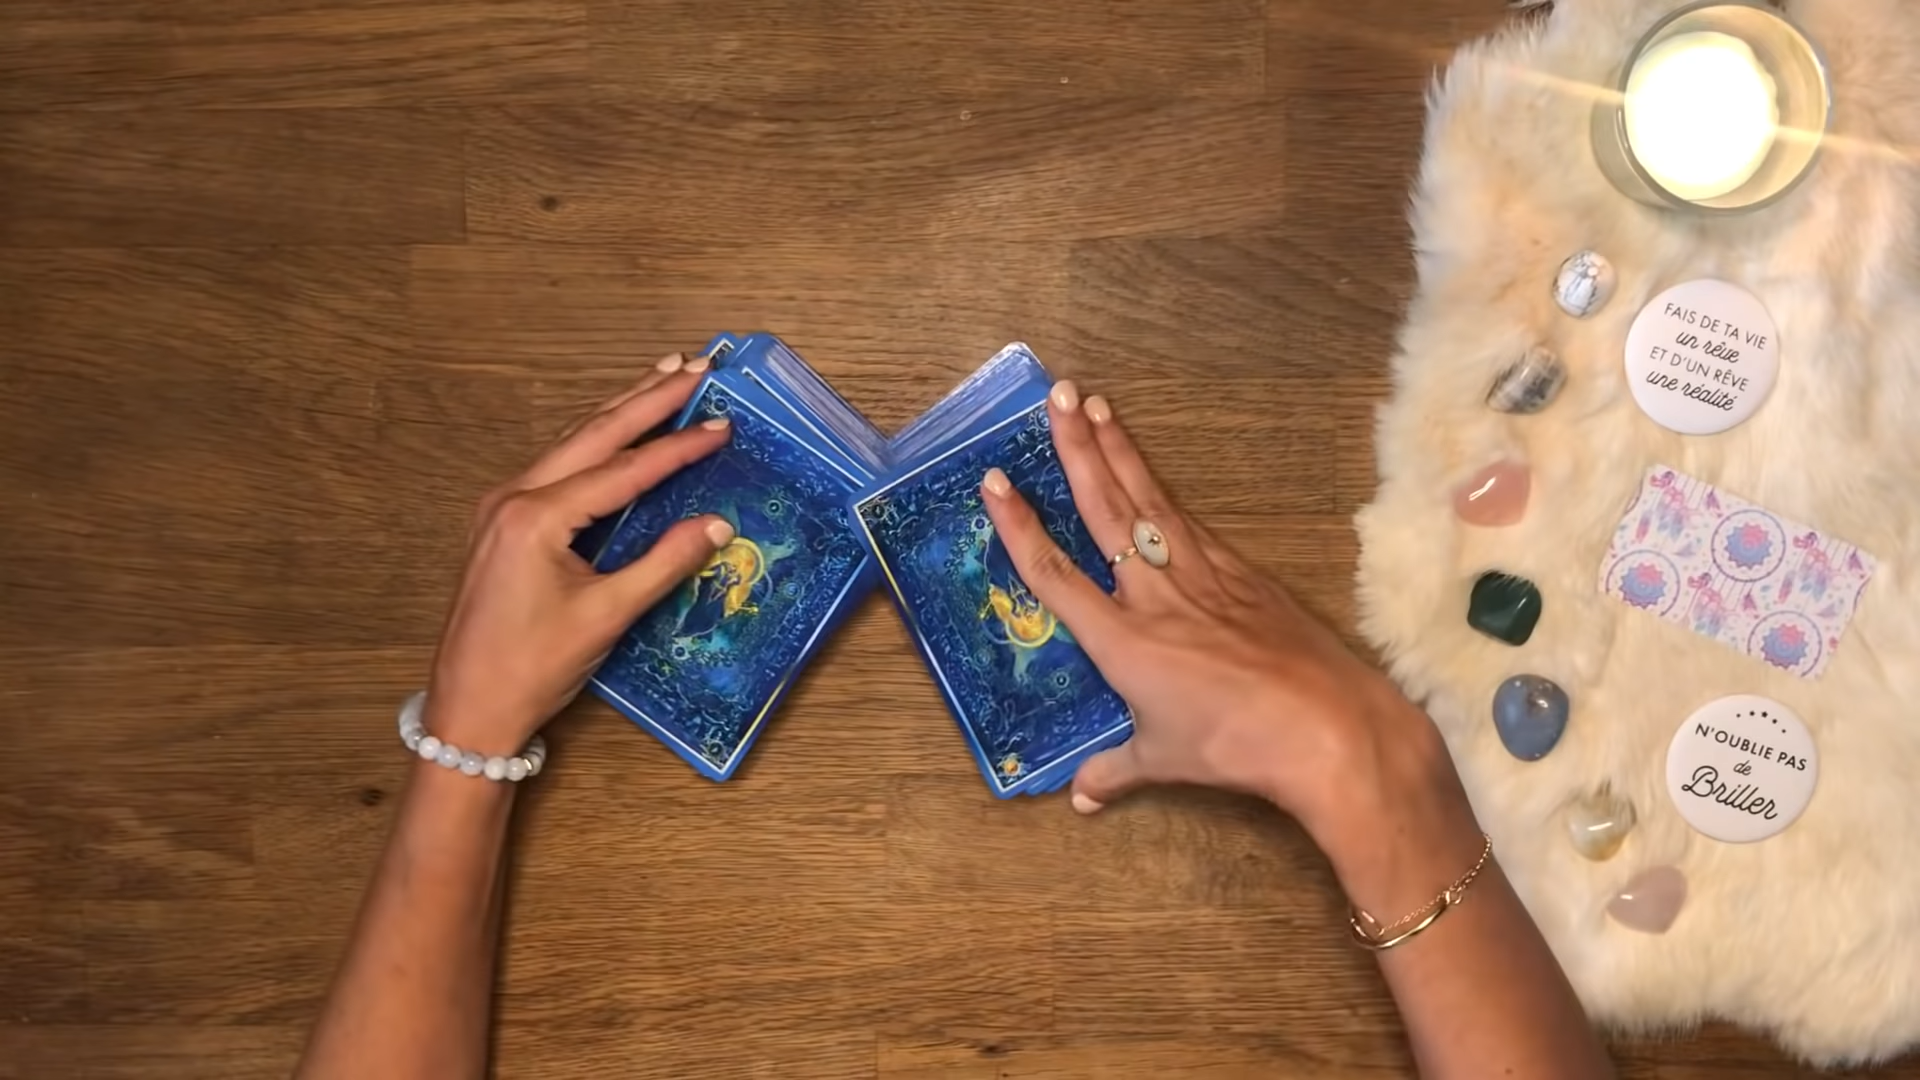 FAIS DE TA VIE
un rêve
ET D'UN RÊVE
une réalité
N'OUBLIE PAS
de
Briller